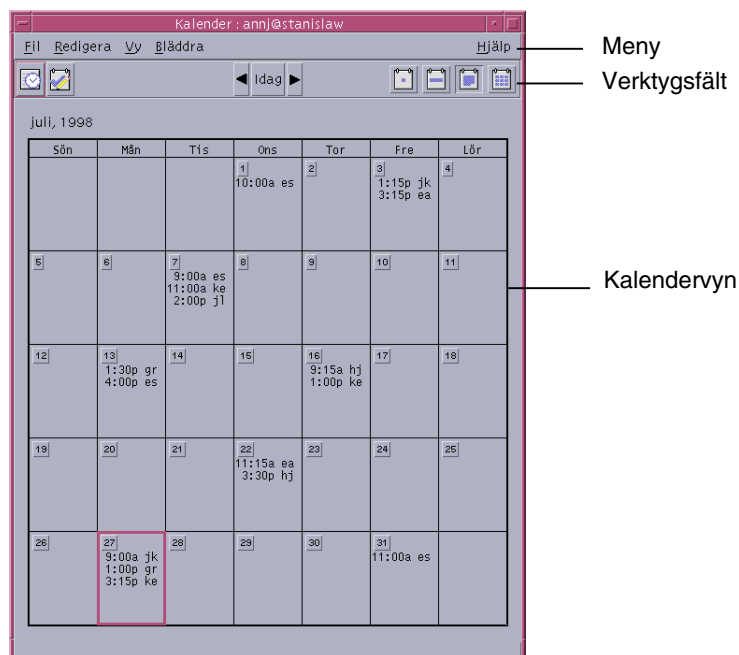 Kalender : annj@stanislaw
Fil Redigera Vy Bläddra Hjälp
Meny
Idag
Verktygsfält
juli, 1998
Sön Mån Tis Ons Tor Fre Lör
1 2 3 4
10:00a es 1:15p jk
3:15p ea
5 6 7 8 9 10 11
9:00a es
11:00a ke
2:00p jl
Kalendervyn
12 13 14 15 16 17 18
1:30p gr 9:15a hj
4:00p es 1:00p ke
19 20 21 22 23 24 25
11:15a ea
3:30p hj
26 27 28 29 30 31
9:00a jk 11:00a es
1:00p gr
3:15p ke